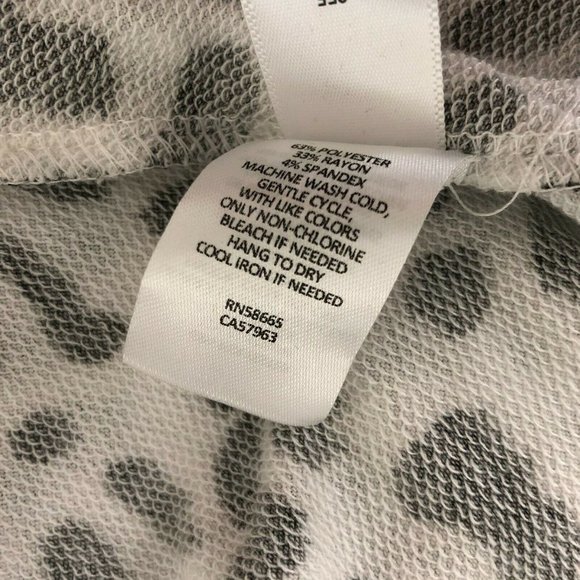 63% POLYESTER
33% RAYON
4% SPANDEX
MACHINE WASH COLD,
GENTLE CYCLE,
WITH LIKE COLORS
ONLY NON-CHLORINE
BLEACH IF NEEDED
HANG TO DRY
COOL IRON IF NEEDED
RN58665
CA57963